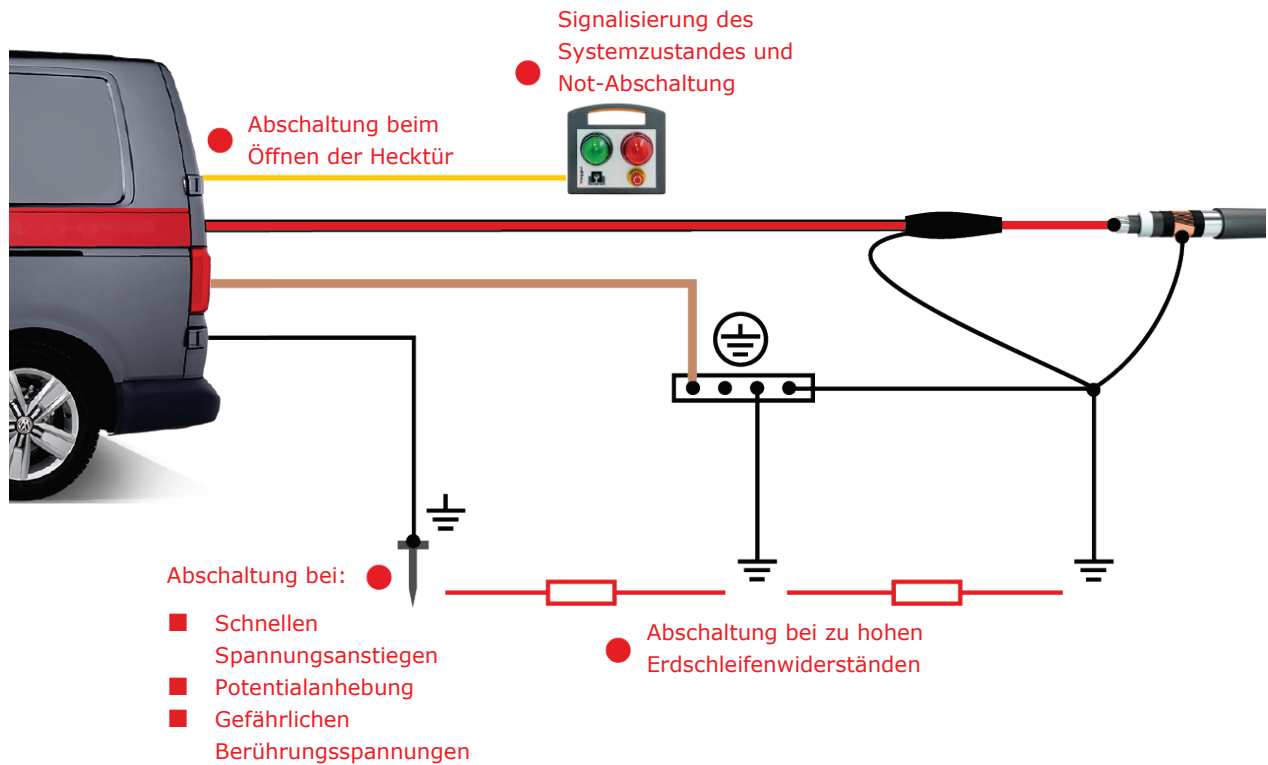 Signalisierung des
Systemzustandes und
Not-Abschaltung
Abschaltung beim
Öffnen der Hecktür
Abschaltung bei:
Schnellen
Spannungsanstiegen
Potentialanhebung
Gefährlichen
Berührungsspannungen
Abschaltung bei zu hohen
Erdschleifenwiderständen